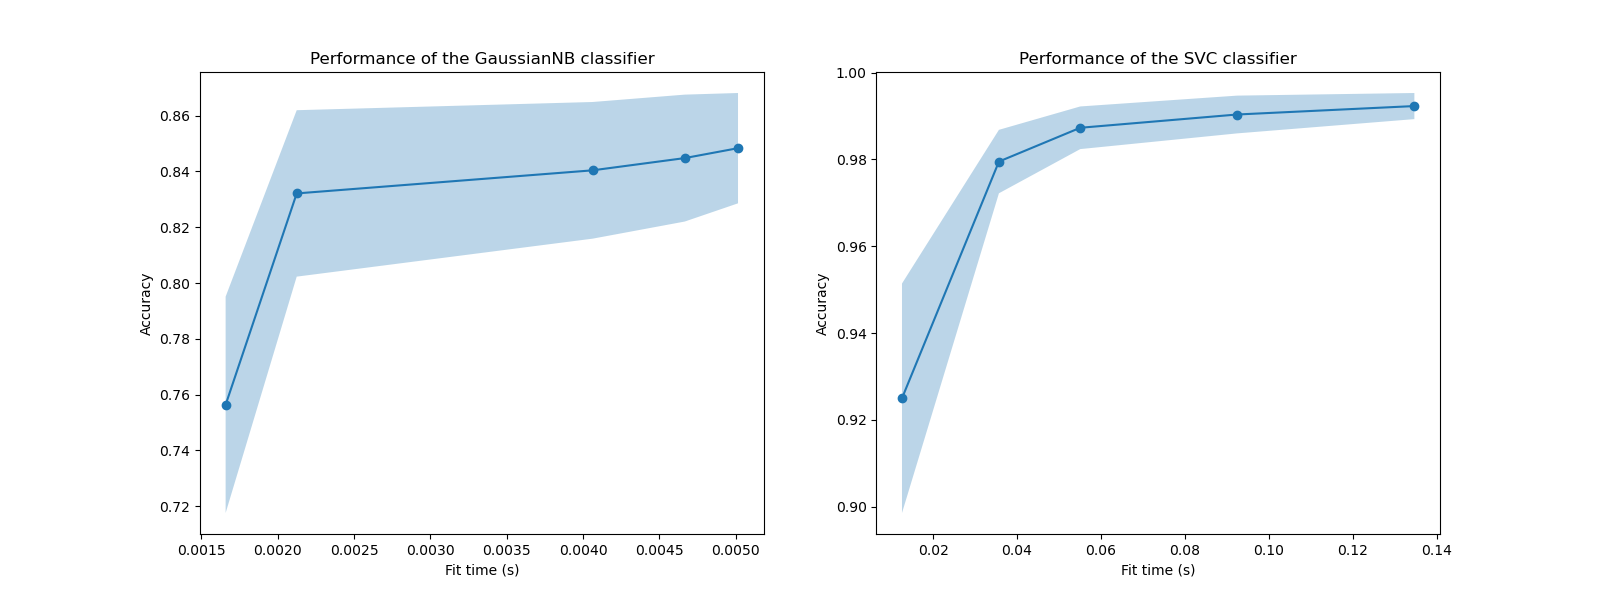 Performance of the GaussianNB classifier
0.86
0.84
0.82
0.80
0.78
0.76
0.74
0.72
Accuracy
0.0015 0.0020 0.0025 0.0030 0.0035 0.0040 0.0045 0.0050
Fit time (s)
Performance of the SVC classifier
1.00
0.98
0.96
0.94
0.92
0.90
Accuracy
0.02 0.04 0.06 0.08 0.10 0.12 0.14
Fit time (s)